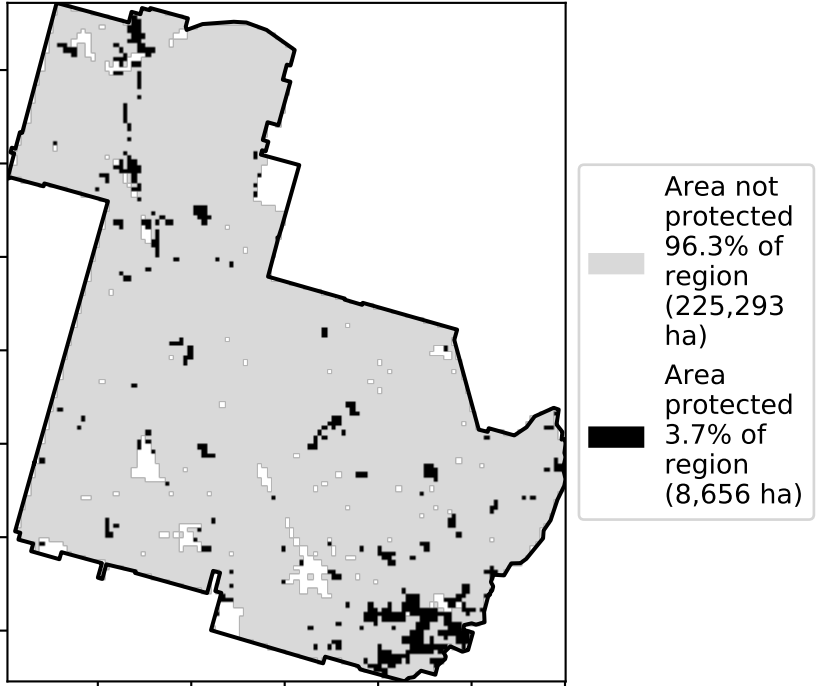 Area not
protected
96.3% of
region
(225,293
ha)
Area
protected
3.7% of
region
(8,656 ha)